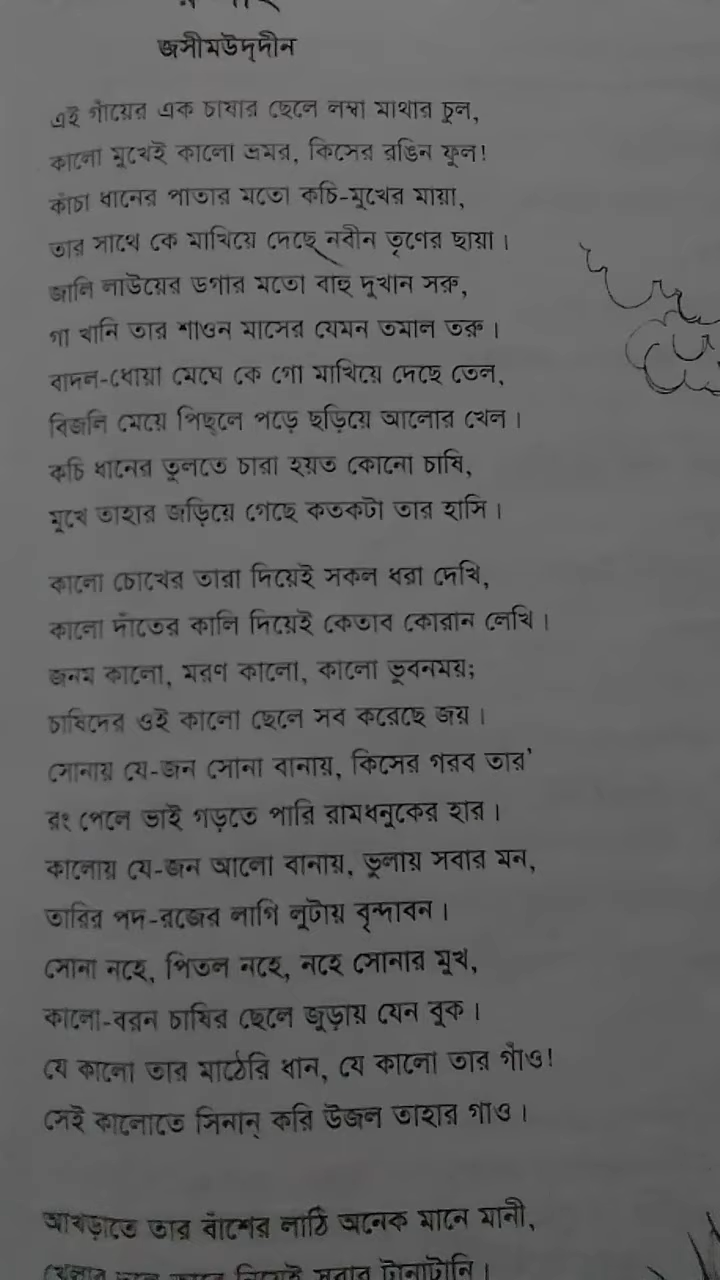 জসীমউদ্‌দীন
এই গাঁয়ের এক চাষার ছেলে লম্বা মাথার চুল,
কালো মুখেই কালো ভ্রমর, কিসের রঙিন ফুল!
কাঁচা ধানের পাতার মতো কচি-মুখের মায়া,
তার সাথে কে মাখিয়ে দেছে নবীন তৃণের ছায়া।
জালি লাউয়ের ডগার মতো বাহু দুখান সরু,
গা খানি তার শাওন মাসের যেমন তমাল তরু।
বাদল-ধোয়া মেঘে কে গো মাখিয়ে দেছে তেল,
বিজলি মেয়ে পিছলে পড়ে ছড়িয়ে আলোর খেল।
কচি ধানের তুলতে চারা হয়ত কোনো চাষি,
মুখে তাহার জড়িয়ে গেছে কতকটা তার হাসি।
কালো চোখের তারা দিয়েই সকল ধরা দেখি,
কালো দাঁতের কালি দিয়েই কেতাব কোরান লেখি।
জনম কালো, মরণ কালো, কালো ভুবনময়;
চাষিদের ওই কালো ছেলে সব করেছে জয়।
সোনায় যে-জন সোনা বানায়, কিসের গরব তার'
রং পেলে ভাই গড়তে পারি রামধনুকের হার।
কালোয় যে-জন আলো বানায়, ভুলায় সবার মন,
তারির পদ-রজের লাগি লুটায় বৃন্দাবন।
সোনা নহে, পিতল নহে, নহে সোনার মুখ,
কালো-বরন চাষির ছেলে জুড়ায় যেন বুক।
যে কালো তার মাঠেরি ধান, যে কালো তার গাঁও!
সেই কালোতে সিনান্ করি উজল তাহার গাও।
আখড়াতে তার বাঁশের লাঠি অনেক মানে মানী,
খেলার সবার টানাটানি।